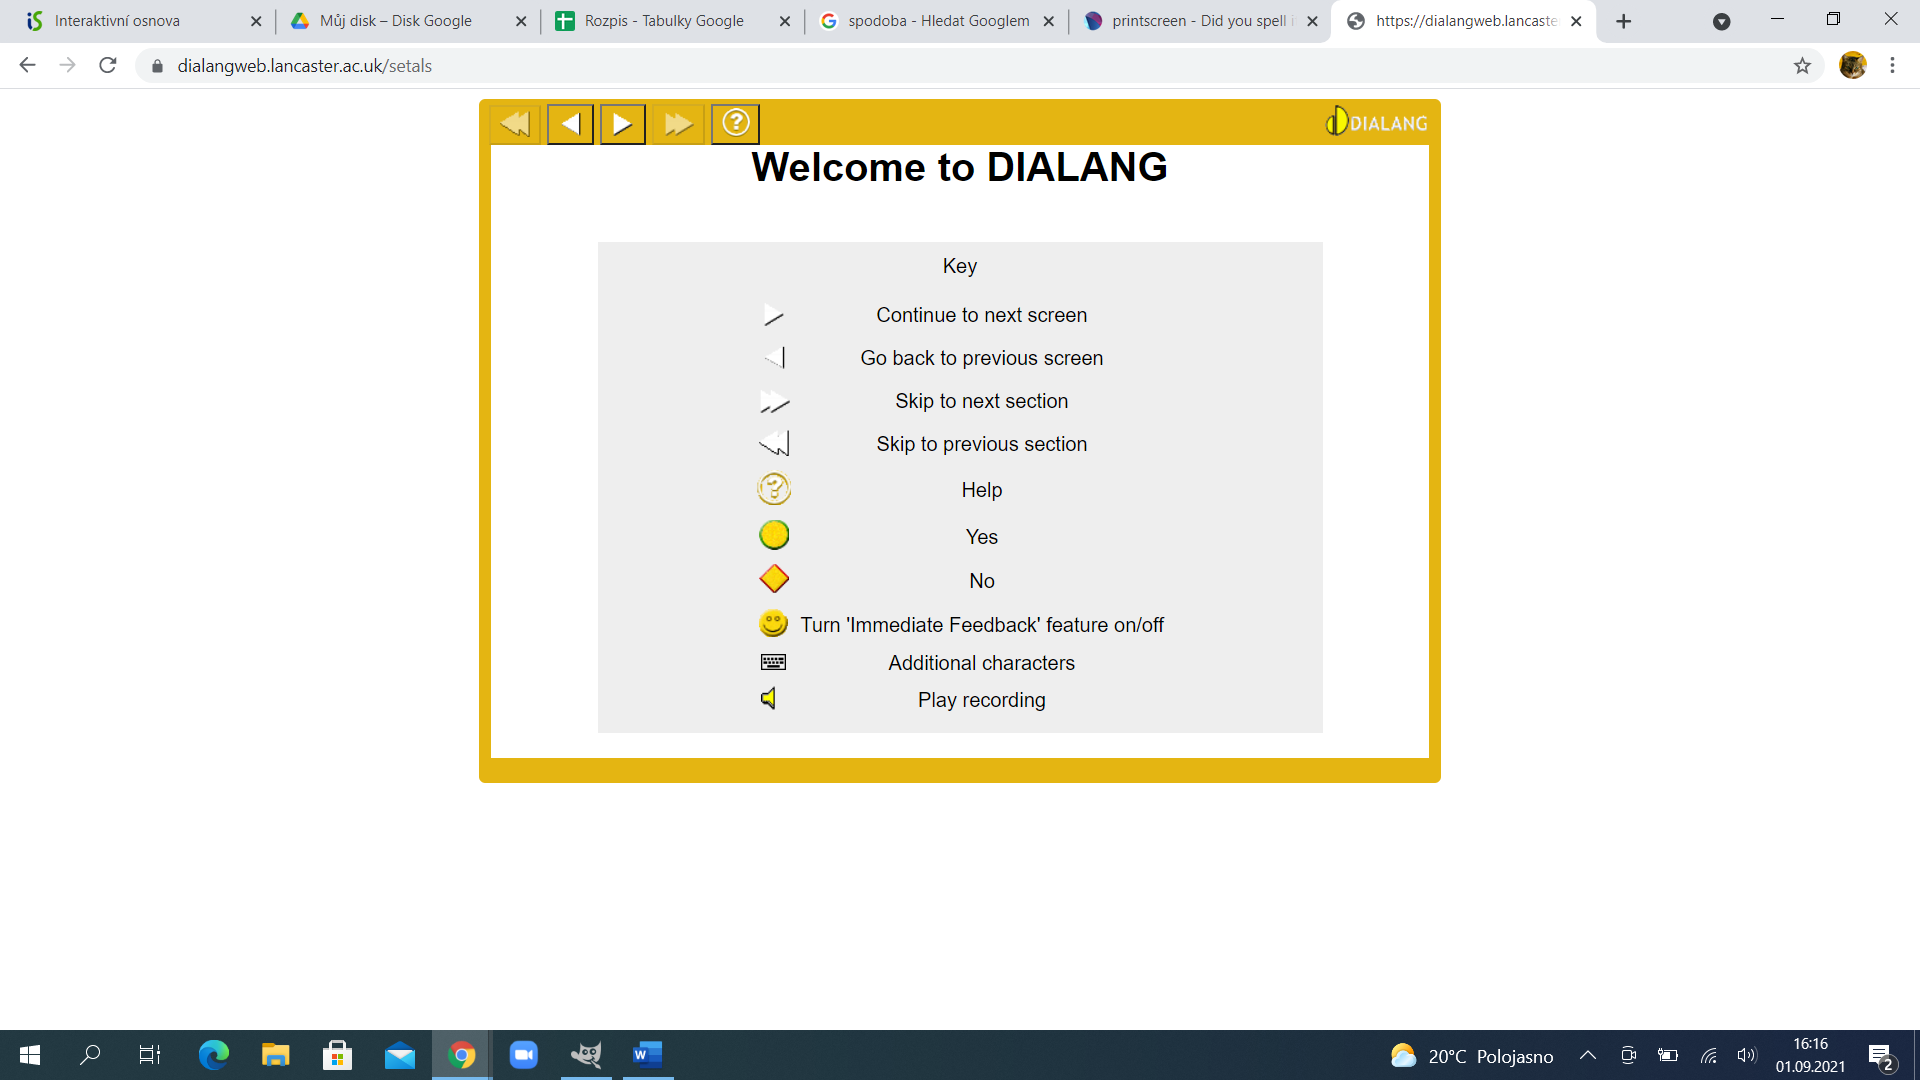 Interaktivní osnova
Můj disk – Disk Google
Rozpis - Tabulky Google
spodoba - Hledat Googlem
printscreen - Did you spell i
https://dialangweb.lancaste
dialangweb.lancaster.ac.uk/setals
DIALANG
Welcome to DIALANG
Key
Continue to next screen
Go back to previous screen
Skip to next section
Skip to previous section
Help
Yes
No
Turn 'Immediate Feedback' feature on/off
Additional characters
Play recording
20°C Polojasno
16:16
01.09.2021
2